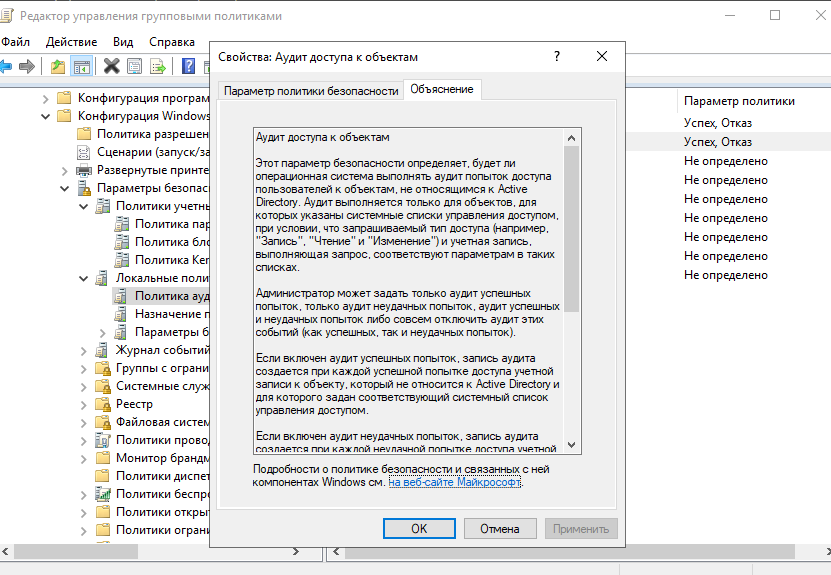 Редактор управления групповыми политиками
Файл Действие Вид Справка
Свойства: Аудит доступа к объектам
Параметр политики безопасности Объяснение
Аудит доступа к объектам
Этот параметр безопасности определяет, будет ли
операционная система выполнять аудит попыток доступа
пользователей к объектам, не относящимся к Active
Directory. Аудит выполняется только для объектов, для
которых указаны системные списки управления доступом,
при условии, что запрашиваемый тип доступа (например,
"Запись", "Чтение" и "Изменение") и учетная запись,
выполняющая запрос, соответствуют параметрам в таких
списках.
Администратор может задать только аудит успешных
попыток, только аудит неудачных попыток, аудит успешных
и неудачных попыток либо совсем отключить аудит этих
событий (как успешных, так и неудачных попыток).
Если включен аудит успешных попыток, запись аудита
создается при каждой успешной попытке доступа учетной
записи к объекту, который не относится к Active Directory и
для которого задан соответствующий системный список
управления доступом.
Если включен аудит неудачных попыток, запись аудита
создается при каждой неудачной попытке доступа учетной
Подробности о политике безопасности и связанных с ней
компонентах Windows см. на веб-сайте Майкрософт.
ОК Отмена Применить
Конфигурация програм
Конфигурация Windows
Политика разрешен
Сценарии (запуск/за
Развернутые принте
Параметры безопас
Политики учетны
Политика пар
Политика бло
Политика Ker
Локальные поли
Политика ауд
Назначение п
Параметры б
Журнал событий
Группы с ограни
Системные служ
Реестр
Файловая систем
Политики провод
Монитор брандм
Политики диспет
Политики беспро
Политики открыт
Политики ограни
Параметр политики
Успех, Отказ
Успех, Отказ
Не определено
Не определено
Не определено
Не определено
Не определено
Не определено
Не определено